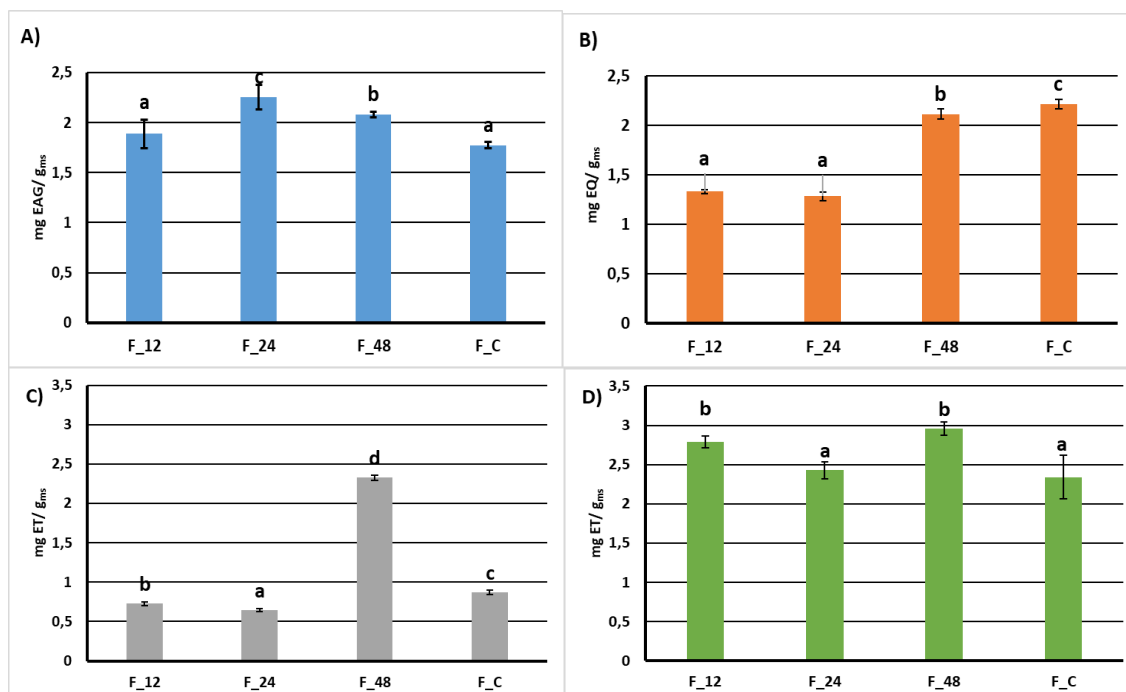 A)
mg EAG/ gms
2,5
2
1,5
1
0,5
0
a
c
b
a
F_12
F_24
F_48
F_C
B)
mg EQ/ gms
2,5
2
1,5
1
0,5
0
a
a
b
c
F_12
F_24
F_48
F_C
C)
mg ET/ gms
3,5
3
2,5
2
1,5
1
0,5
0
b
a
d
c
F_12
F_24
F_48
F_C
D)
mg ET/ gms
3,5
3
2,5
2
1,5
1
0,5
0
b
a
b
a
F_12
F_24
F_48
F_C